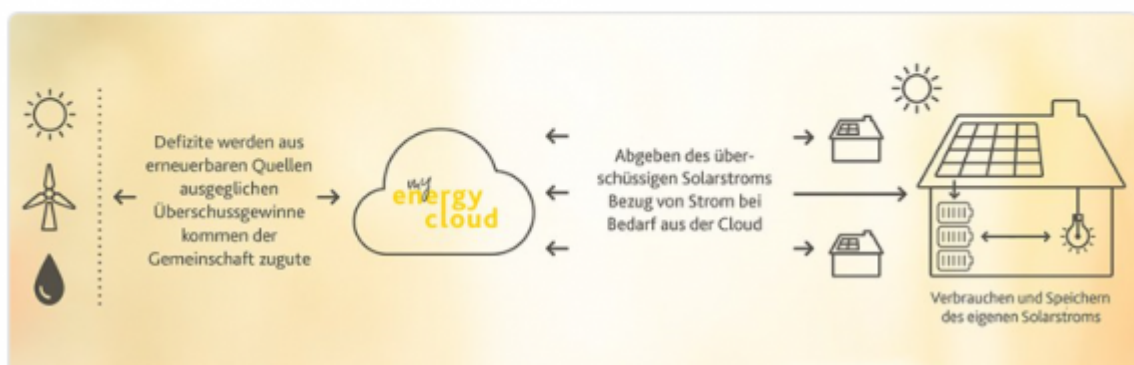 Defizite werden aus
erneuerbaren Quellen
ausgeglichen
Überschussgewinne
kommen der
Gemeinschaft zugute
my
energy
cloud
Abgeben des über-
schüssigen Solarstroms
Bezug von Strom bei
Bedarf aus der Cloud
Verbrauchen und Speichern
des eigenen Solarstroms